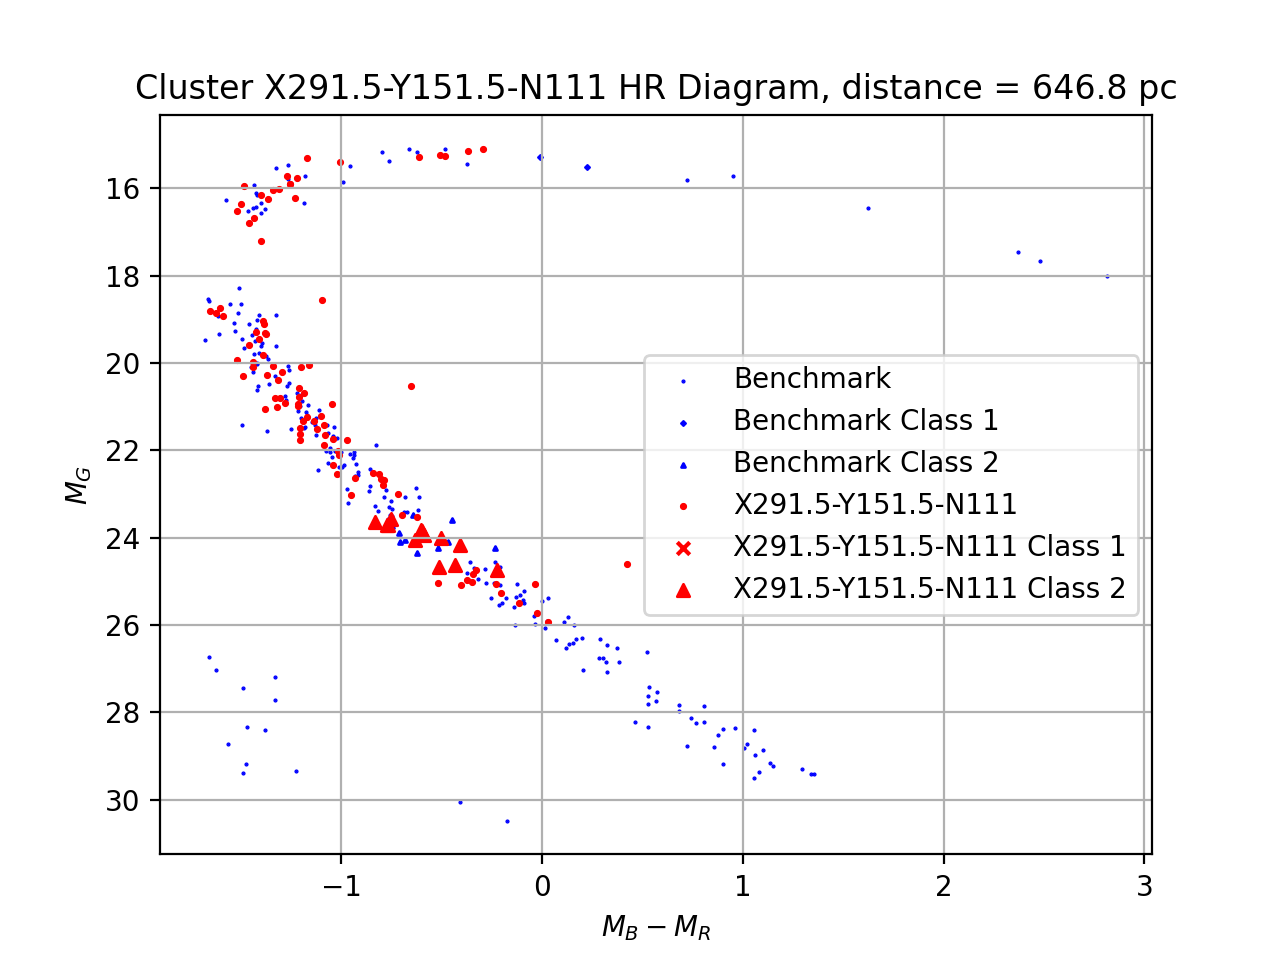 Cluster X291.5-Y151.5-N111 HR Diagram, distance = 646.8 pc
16
18
20
22
24
26
28
30
M_G
Benchmark
Benchmark Class 1
Benchmark Class 2
X291.5-Y151.5-N111
X291.5-Y151.5-N111 Class 1
X291.5-Y151.5-N111 Class 2
−1 0 1 2 3
M_B − M_R